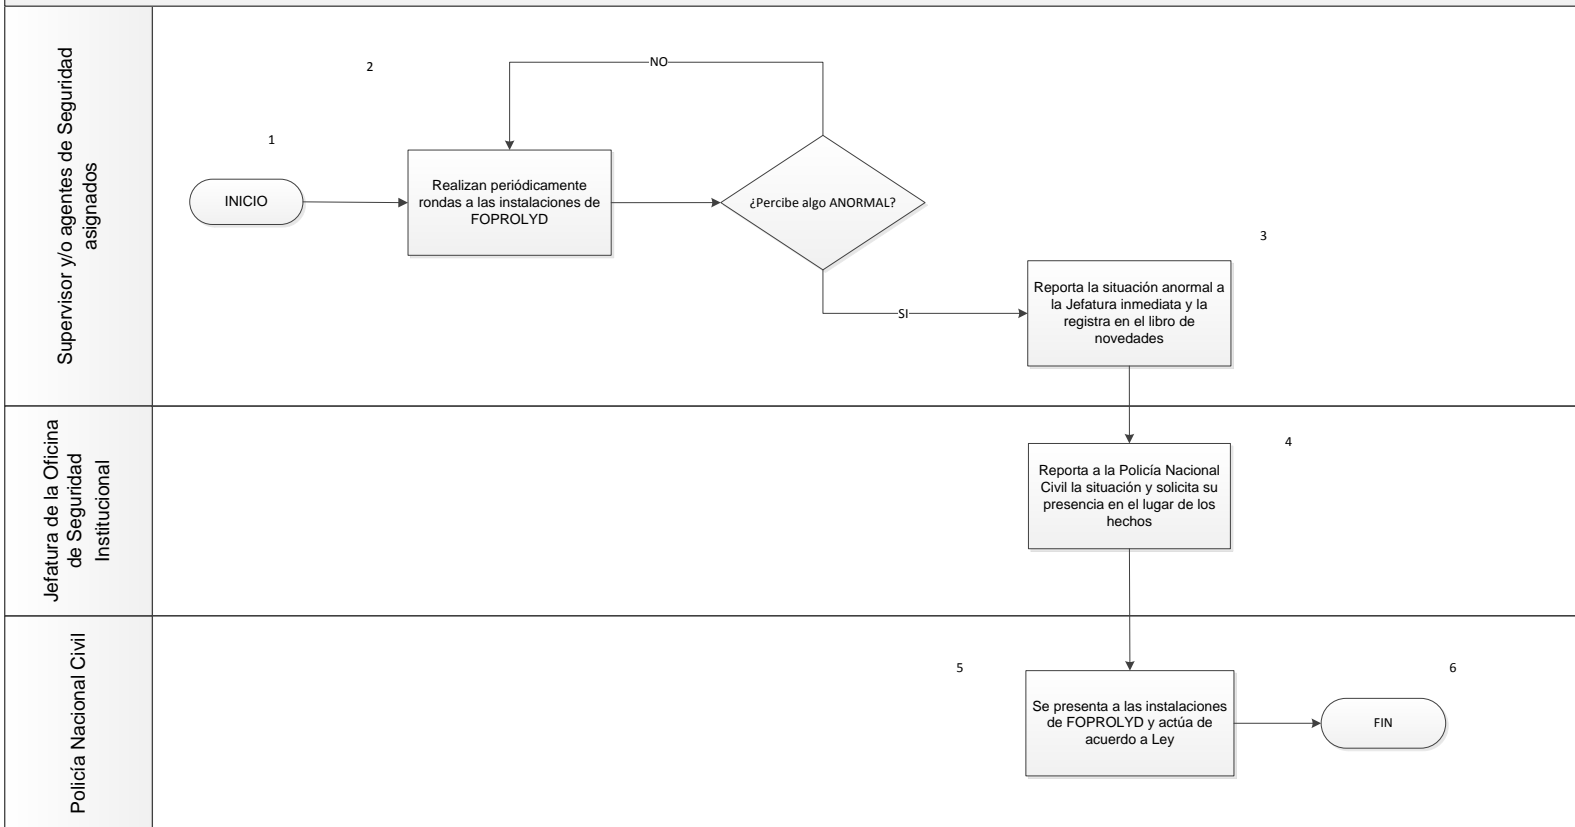 Supervisor y/o agentes de Seguridad
asignados
1
INICIO
2
Realizan periódicamente
rondas a las instalaciones de
FOPROLYD
NO
¿Percibe algo ANORMAL?
SI
3
Reporta la situación anormal a
la Jefatura inmediata y la
registra en el libro de
novedades
Jefatura de la Oficina
de Seguridad
Institucional
4
Reporta a la Policía Nacional
Civil la situación y solicita su
presencia en el lugar de los
hechos
Policía Nacional Civil
5
Se presenta a las instalaciones
de FOPROLYD y actúa de
acuerdo a Ley
6
FIN